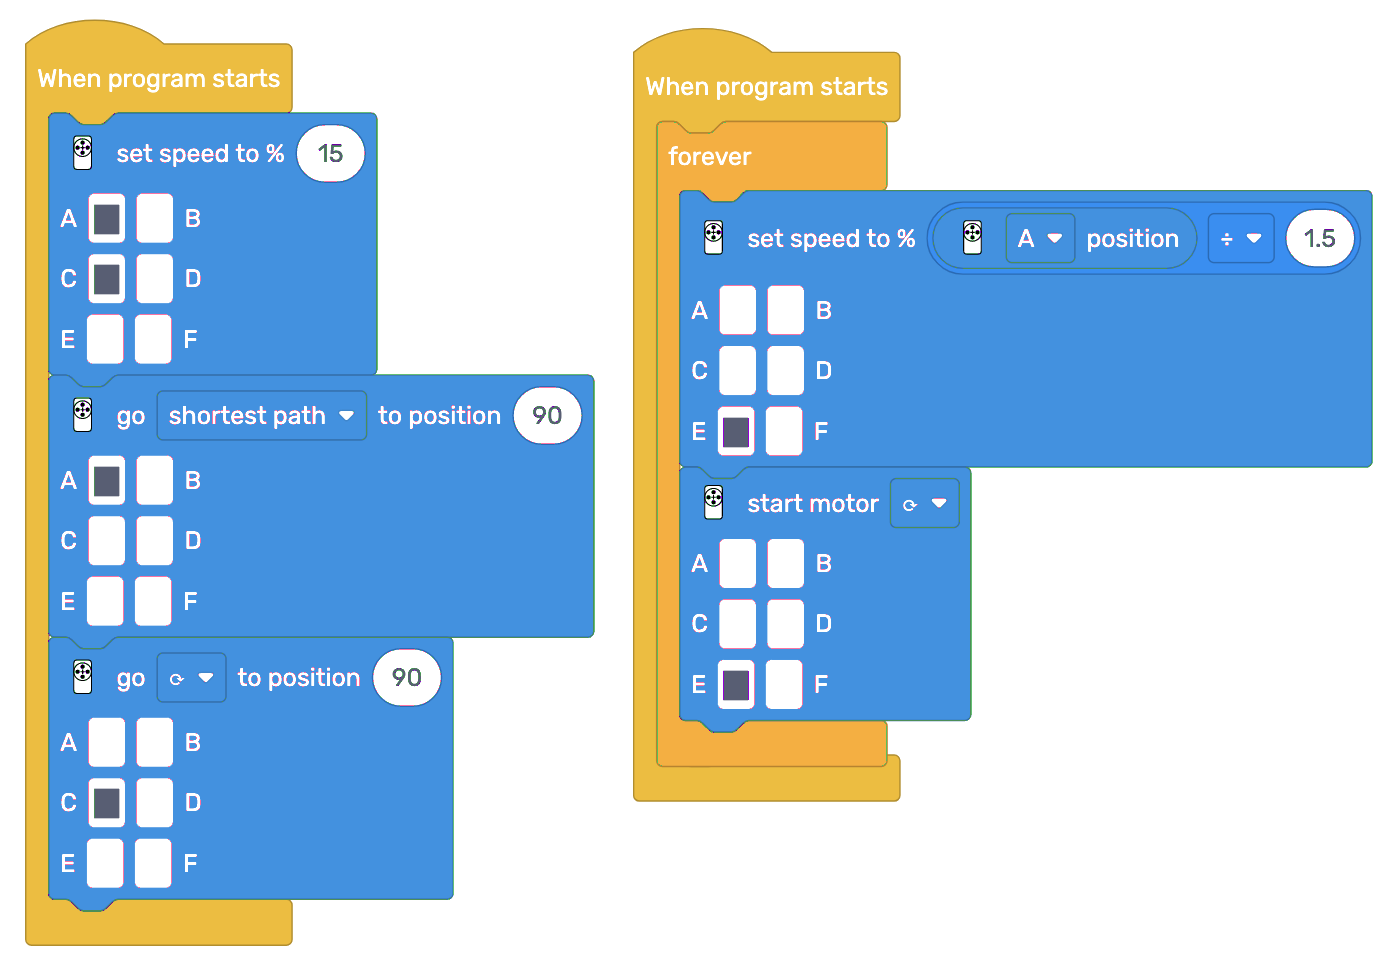 When program starts
set speed to % 15
A B
C D
E F
go shortest path to position 90
A B
C D
E F
go ⟳ to position 90
A B
C D
E F
When program starts
forever
set speed to % A position ÷ 1.5
A B
C D
E F
start motor ⟳
A B
C D
E F